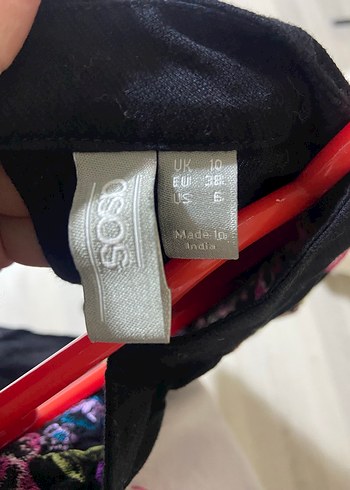 asos
UK 10
EU 38
US 6
Made In
India